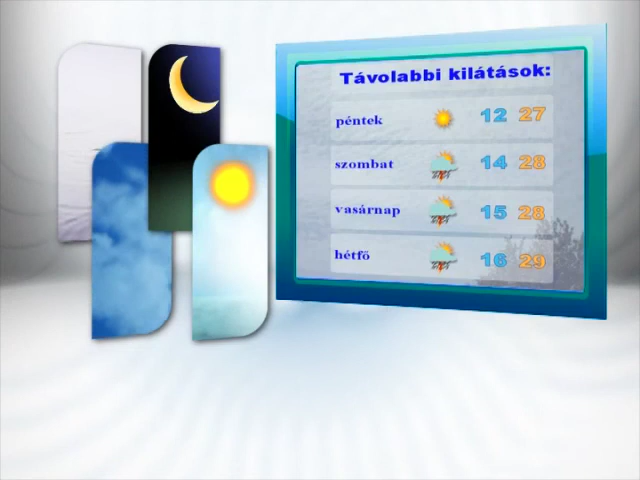 Távolabbi kilátások:
péntek 12 27
szombat 14 28
vasárnap 15 28
hétfő 16 29